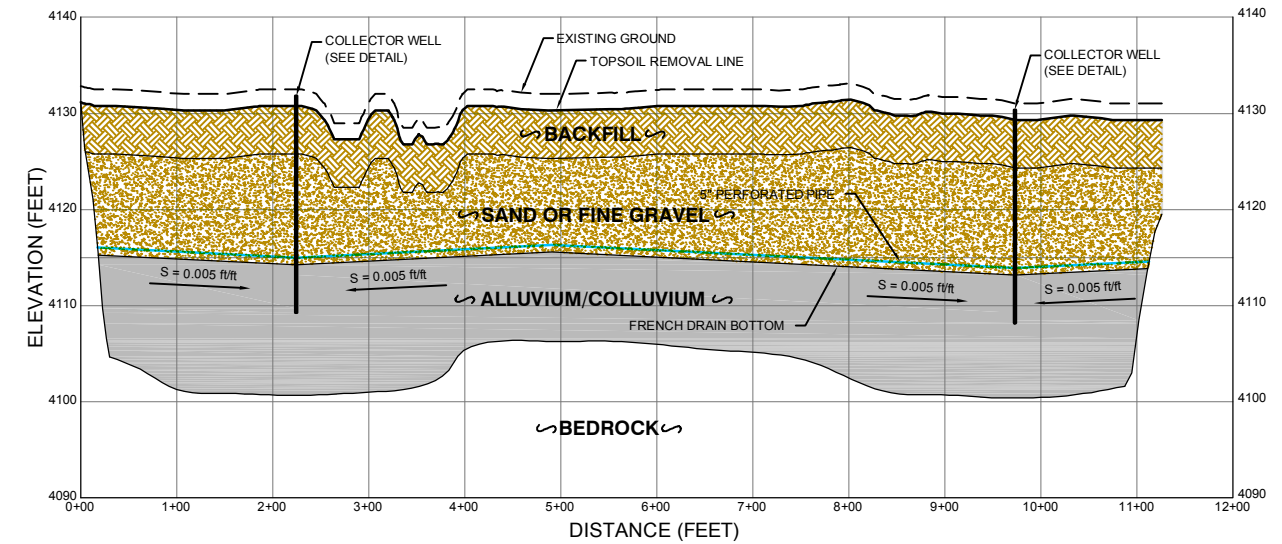 4140
4140
COLLECTOR WELL
(SEE DETAIL)
EXISTING GROUND
TOPSOIL REMOVAL LINE
COLLECTOR WELL
(SEE DETAIL)
4130
4130
BACKFILL
5" PERFORATED PIPE
4120
4120
SAND OR FINE GRAVEL
S = 0.005 ft/ft
S = 0.005 ft/ft
S = 0.005 ft/ft
S = 0.005 ft/ft
4110
4110
ALLUVIUM/COLLUVIUM
FRENCH DRAIN BOTTOM
4100
4100
BEDROCK
4090
4090
ELEVATION (FEET)
ELEVATION (FEET)
0+00
1+00
2+00
3+00
4+00
5+00
6+00
7+00
8+00
9+00
10+00
11+00
12+00
DISTANCE (FEET)